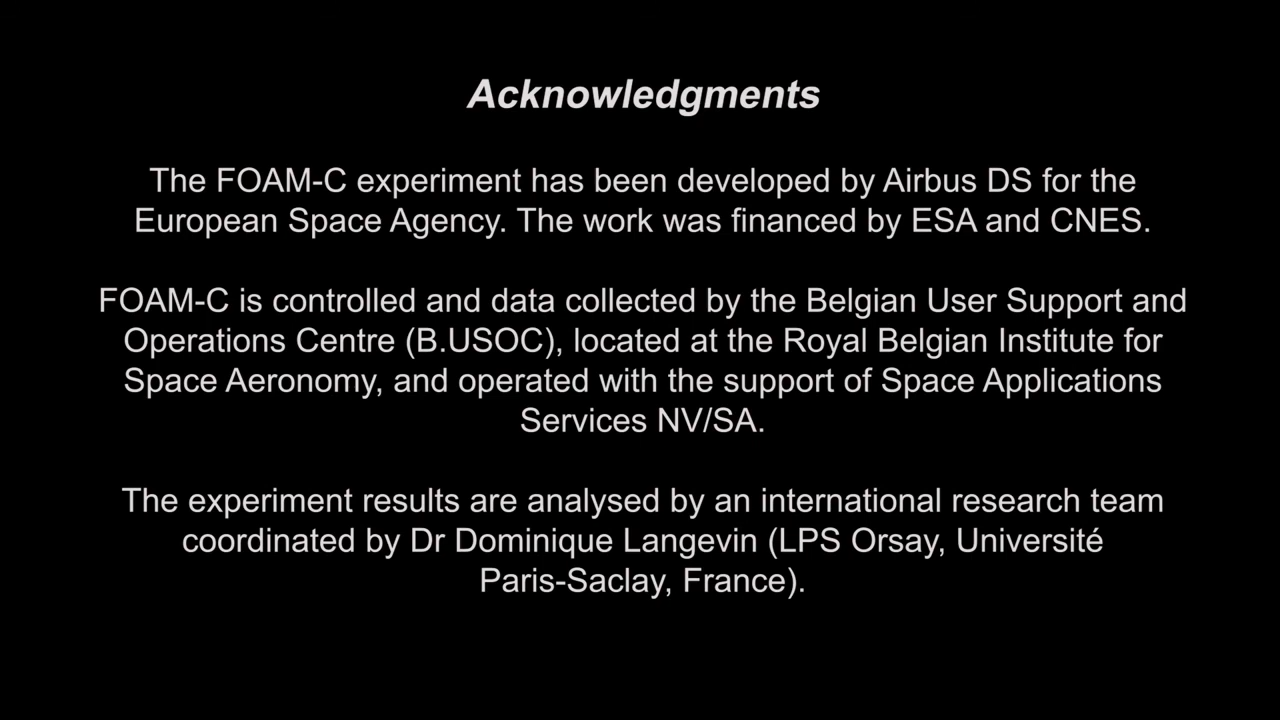 Acknowledgments
The FOAM-C experiment has been developed by Airbus DS for the
European Space Agency. The work was financed by ESA and CNES.
FOAM-C is controlled and data collected by the Belgian User Support and
Operations Centre (B.USOC), located at the Royal Belgian Institute for
Space Aeronomy, and operated with the support of Space Applications
Services NV/SA.
The experiment results are analysed by an international research team
coordinated by Dr Dominique Langevin (LPS Orsay, Université
Paris-Saclay, France).